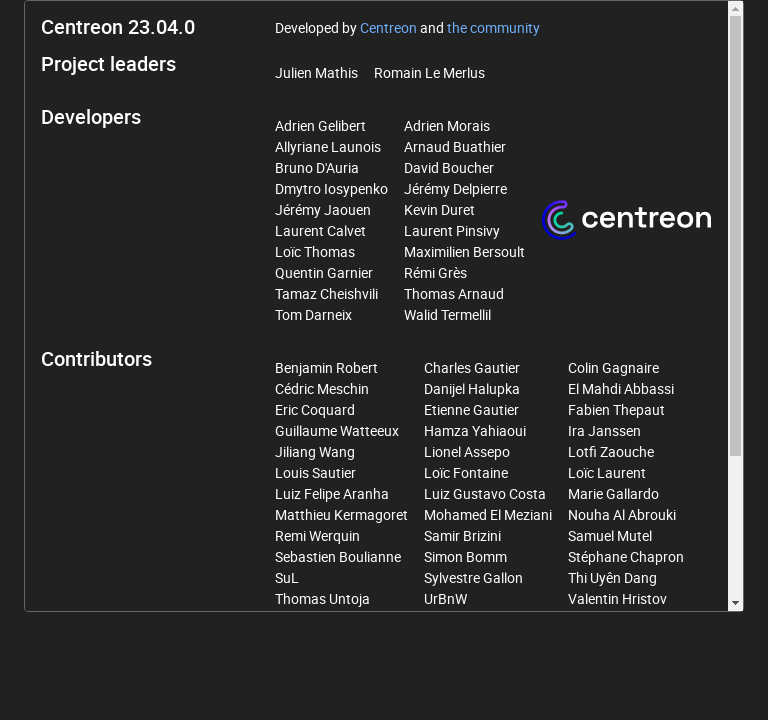 Centreon 23.04.0 Developed by Centreon and the community
Project leaders
Julien Mathis Romain Le Merlus
Developers
Adrien Gelibert Adrien Morais
Allyriane Launois Arnaud Buathier
Bruno D'Auria David Boucher
Dmytro Iosypenko Jérémy Delpierre
Jérémy Jaouen Kevin Duret
Laurent Calvet Laurent Pinsivy
Loïc Thomas Maximilien Bersoult
Quentin Garnier Rémi Grès
Tamaz Cheishvili Thomas Arnaud
Tom Darneix Walid Termellil
centreon
Contributors
Benjamin Robert Charles Gautier Colin Gagnaire
Cédric Meschin Danijel Halupka El Mahdi Abbassi
Eric Coquard Etienne Gautier Fabien Thepaut
Guillaume Watteeux Hamza Yahiaoui Ira Janssen
Jiliang Wang Lionel Assepo Lotfi Zaouche
Louis Sautier Loïc Fontaine Loïc Laurent
Luiz Felipe Aranha Luiz Gustavo Costa Marie Gallardo
Matthieu Kermagoret Mohamed El Meziani Nouha Al Abrouki
Remi Werquin Samir Brizini Samuel Mutel
Sebastien Boulianne Simon Bomm Stéphane Chapron
SuL Sylvestre Gallon Thi Uyên Dang
Thomas Untoja UrBnW Valentin Hristov